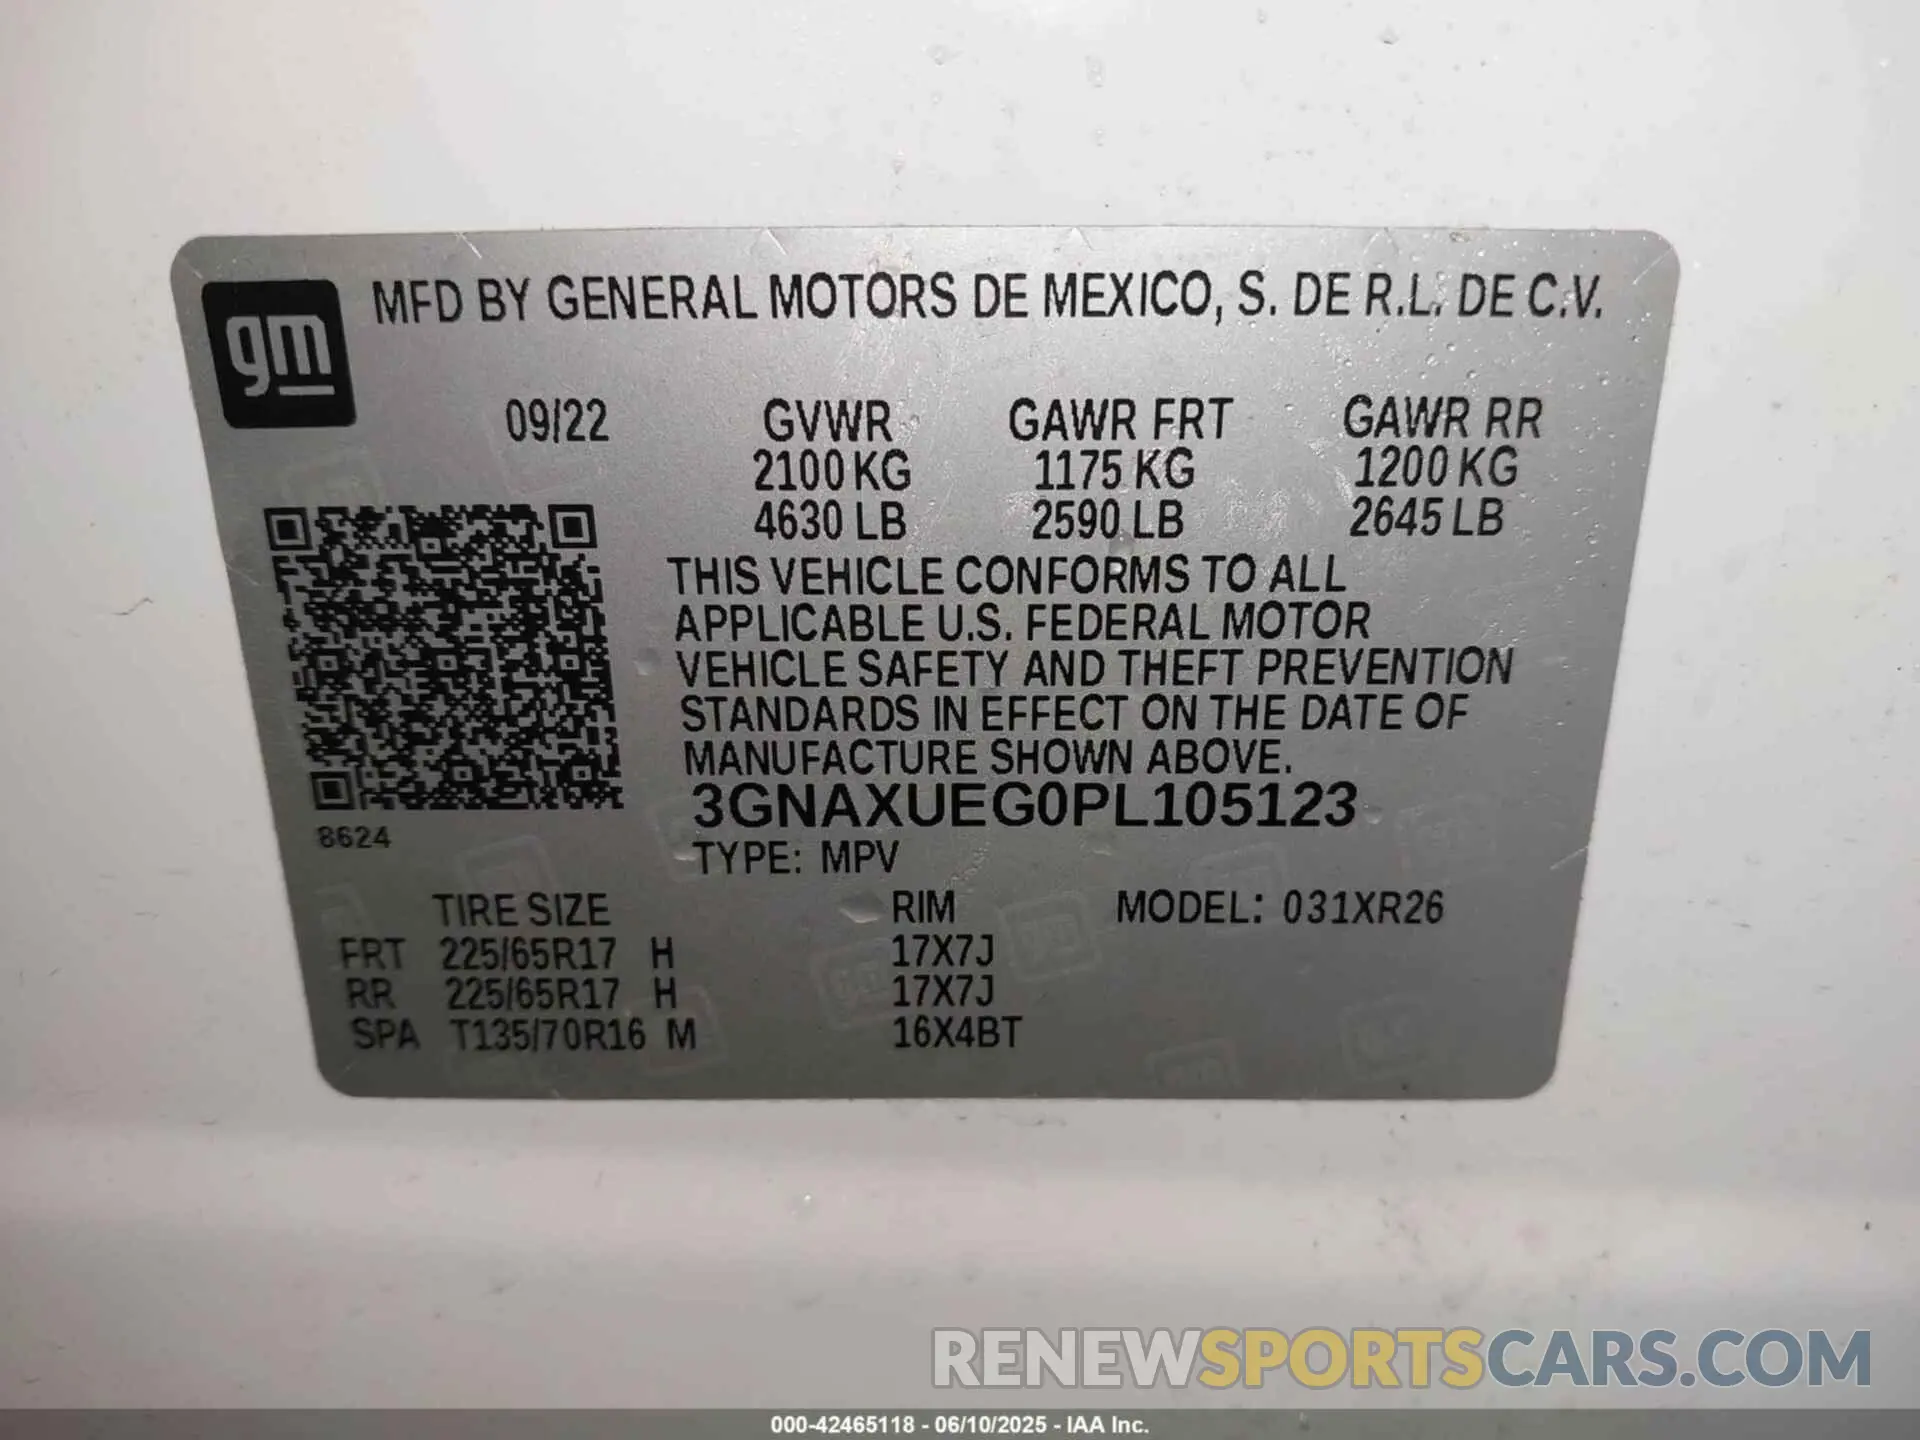 gm
MFD BY GENERAL MOTORS DE MEXICO, S. DE R.L. DE C.V.
09/22 GVWR GAWR FRT GAWR RR
2100 KG 1175 KG 1200 KG
4630 LB 2590 LB 2645 LB
THIS VEHICLE CONFORMS TO ALL
APPLICABLE U.S. FEDERAL MOTOR
VEHICLE SAFETY AND THEFT PREVENTION
STANDARDS IN EFFECT ON THE DATE OF
MANUFACTURE SHOWN ABOVE.
3GNAXUEG0PL105123
8624
TYPE: MPV
TIRE SIZE RIM MODEL: 031XR26
FRT 225/65R17 H 17X7J
RR 225/65R17 H 17X7J
SPA T135/70R16 M 16X4BT
RENEWSPORTSCARS.COM
000-42465118 - 06/10/2025 - IAA Inc.